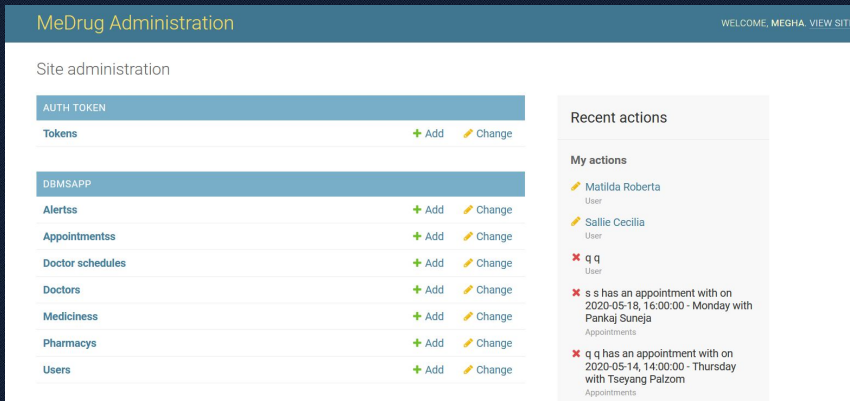 MeDrug Administration
WELCOME, MEGHA. VIEW SIT
Site administration
AUTH TOKEN
Tokens + Add Change
DBMSAPP
Alertss + Add Change
Appointmentss + Add Change
Doctor schedules + Add Change
Doctors + Add Change
Mediciness + Add Change
Pharmacys + Add Change
Users + Add Change
Recent actions
My actions
Matilda Roberta
User
Sallie Cecilia
User
q q
User
s s has an appointment with on
2020-05-18, 16:00:00 - Monday with
Pankaj Suneja
Appointments
q q has an appointment with on
2020-05-14, 14:00:00 - Thursday
with Tseyang Palzom
Appointments